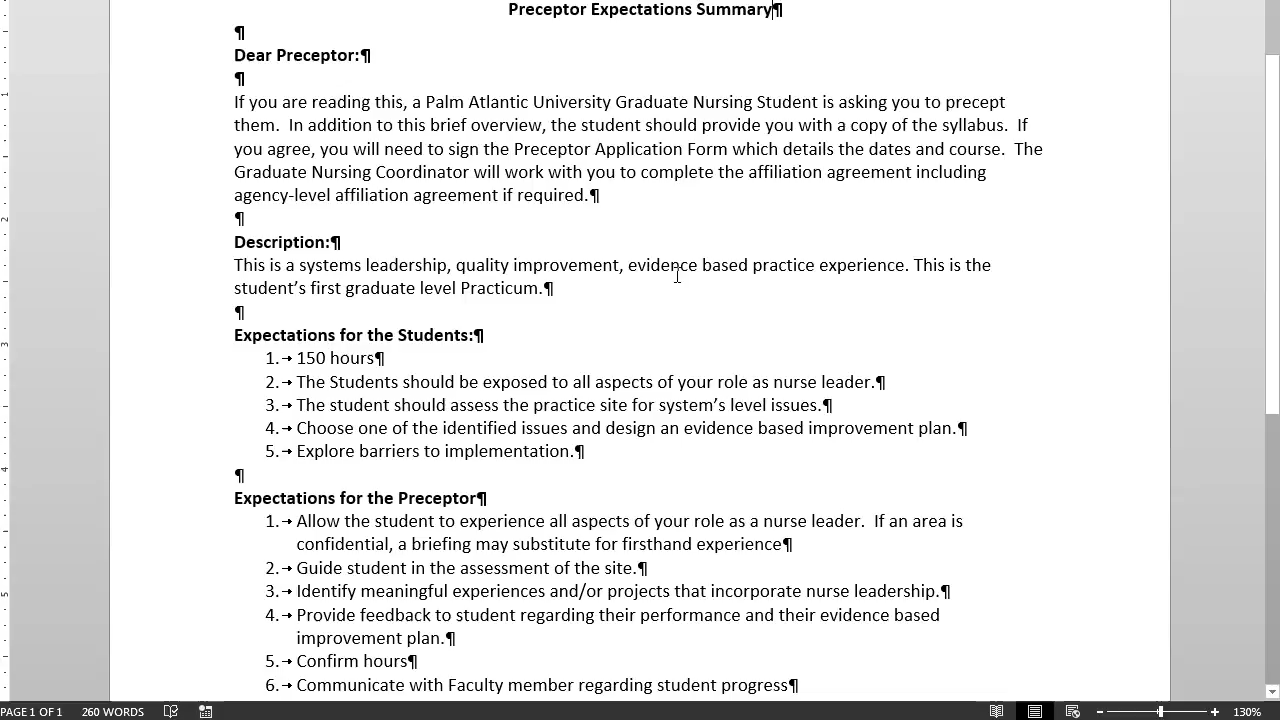 Preceptor Expectations Summary¶
¶
Dear Preceptor:¶
¶
If you are reading this, a Palm Atlantic University Graduate Nursing Student is asking you to precept
them.  In addition to this brief overview, the student should provide you with a copy of the syllabus.  If
you agree, you will need to sign the Preceptor Application Form which details the dates and course.  The
Graduate Nursing Coordinator will work with you to complete the affiliation agreement including
agency-level affiliation agreement if required.¶
¶
Description:¶
This is a systems leadership, quality improvement, evidence based practice experience. This is the
student’s first graduate level Practicum.¶
¶
Expectations for the Students:¶
1.→ 150 hours¶
2.→ The Students should be exposed to all aspects of your role as nurse leader.¶
3.→ The student should assess the practice site for system’s level issues.¶
4.→ Choose one of the identified issues and design an evidence based improvement plan.¶
5.→ Explore barriers to implementation.¶
¶
Expectations for the Preceptor¶
1.→ Allow the student to experience all aspects of your role as a nurse leader.  If an area is
confidential, a briefing may substitute for firsthand experience¶
2.→ Guide student in the assessment of the site.¶
3.→ Identify meaningful experiences and/or projects that incorporate nurse leadership.¶
4.→ Provide feedback to student regarding their performance and their evidence based
improvement plan.¶
5.→ Confirm hours¶
6.→ Communicate with Faculty member regarding student progress¶
1
2
3
4
5
PAGE 1 OF 1 260 WORDS 130%